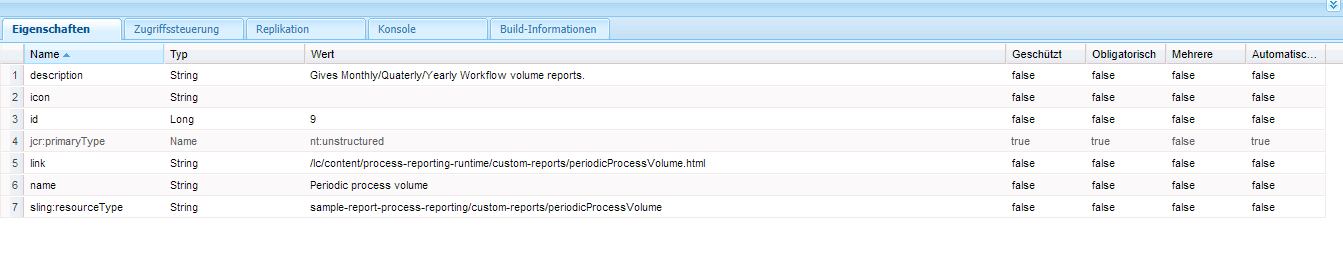 Eigenschaften Zugriffssteuerung Replikation Konsole Build-Informationen
Name Typ Wert Geschützt Obligatorisch Mehrere Automatisc...
1 description String Gives Monthly/Quaterly/Yearly Workflow volume reports. false false false false
2 icon String false false false false
3 id Long 9 false false false false
4 jcr:primaryType Name nt:unstructured true true false true
5 link String /lc/content/process-reporting-runtime/custom-reports/periodicProcessVolume.html false false false false
6 name String Periodic process volume false false false false
7 sling:resourceType String sample-report-process-reporting/custom-reports/periodicProcessVolume false false false false